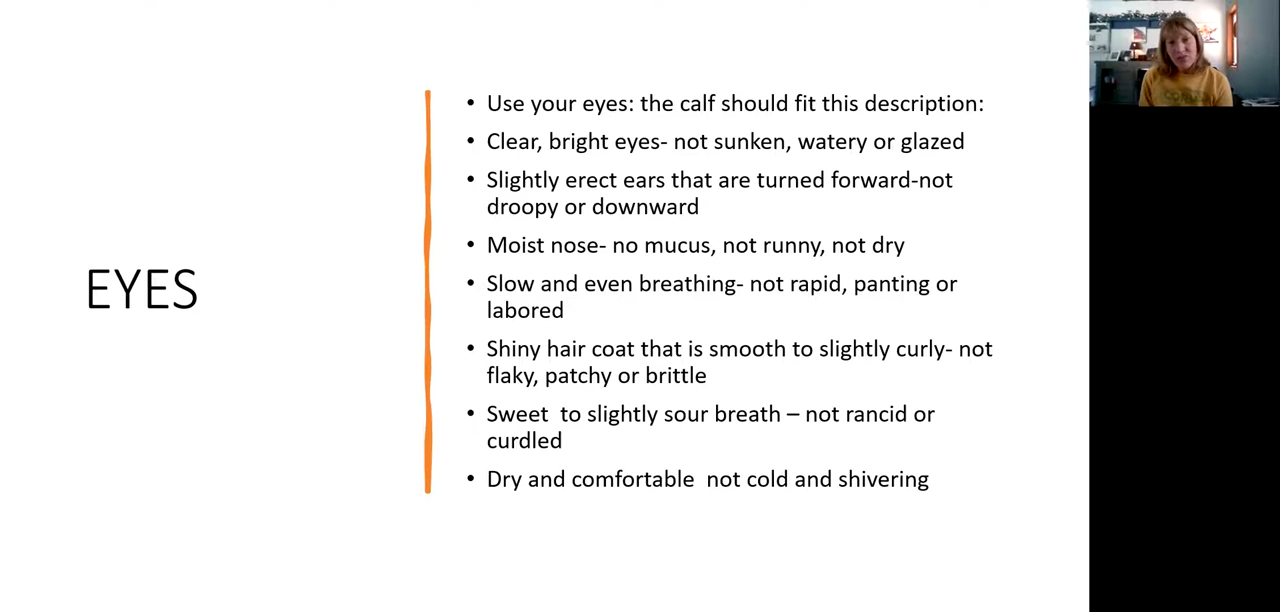 EYES
• Use your eyes: the calf should fit this description:
• Clear, bright eyes- not sunken, watery or glazed
• Slightly erect ears that are turned forward-not
droopy or downward
• Moist nose- no mucus, not runny, not dry
• Slow and even breathing- not rapid, panting or
labored
• Shiny hair coat that is smooth to slightly curly- not
flaky, patchy or brittle
• Sweet  to slightly sour breath – not rancid or
curdled
• Dry and comfortable  not cold and shivering